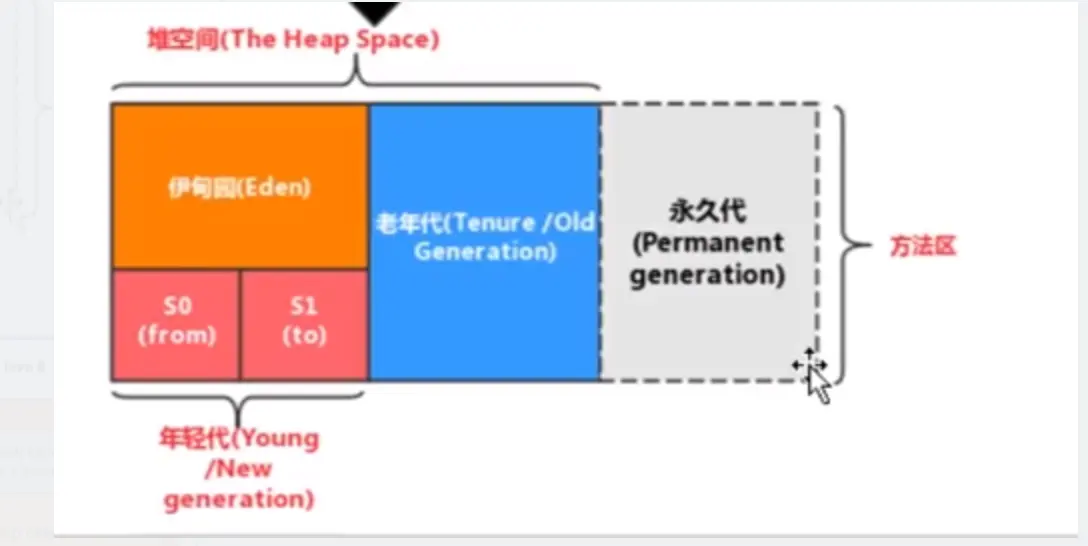 堆空间(The Heap Space)
伊甸园(Eden)
S0
(from)
S1
(to)
老年代(Tenure /Old
Generation)
永久代
(Permanent
generation)
方法区
年轻代(Young
/New
generation)